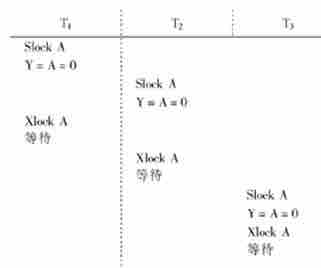 T₁ T₂ T₃
Slock A
Y = A = 0
Slock A
Y = A = 0
Xlock A
等待
Xlock A
等待
Slock A
Y = A = 0
Xlock A
等待